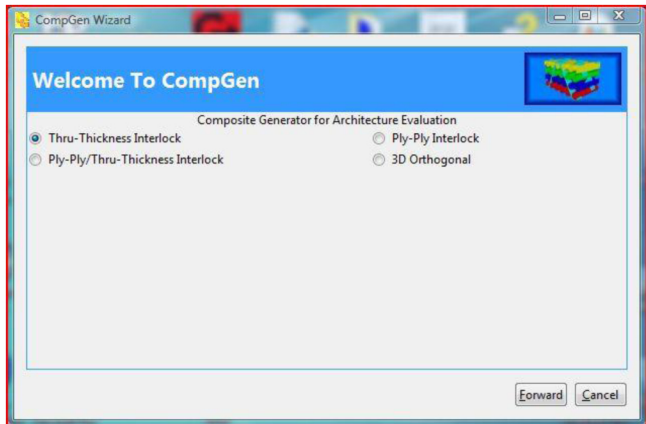 CompGen Wizard
Welcome To CompGen
Composite Generator for Architecture Evaluation
Thru-Thickness Interlock
Ply-Ply Interlock
Ply-Ply/Thru-Thickness Interlock
3D Orthogonal
Forward
Cancel